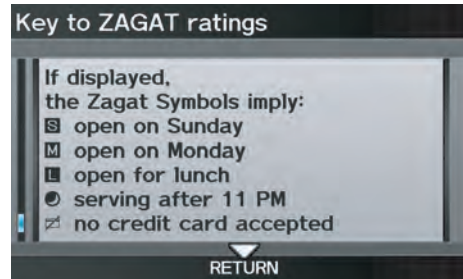 Key to ZAGAT ratings
If displayed,
the Zagat Symbols imply:
S open on Sunday
M open on Monday
L open for lunch
serving after 11 PM
no credit card accepted
RETURN